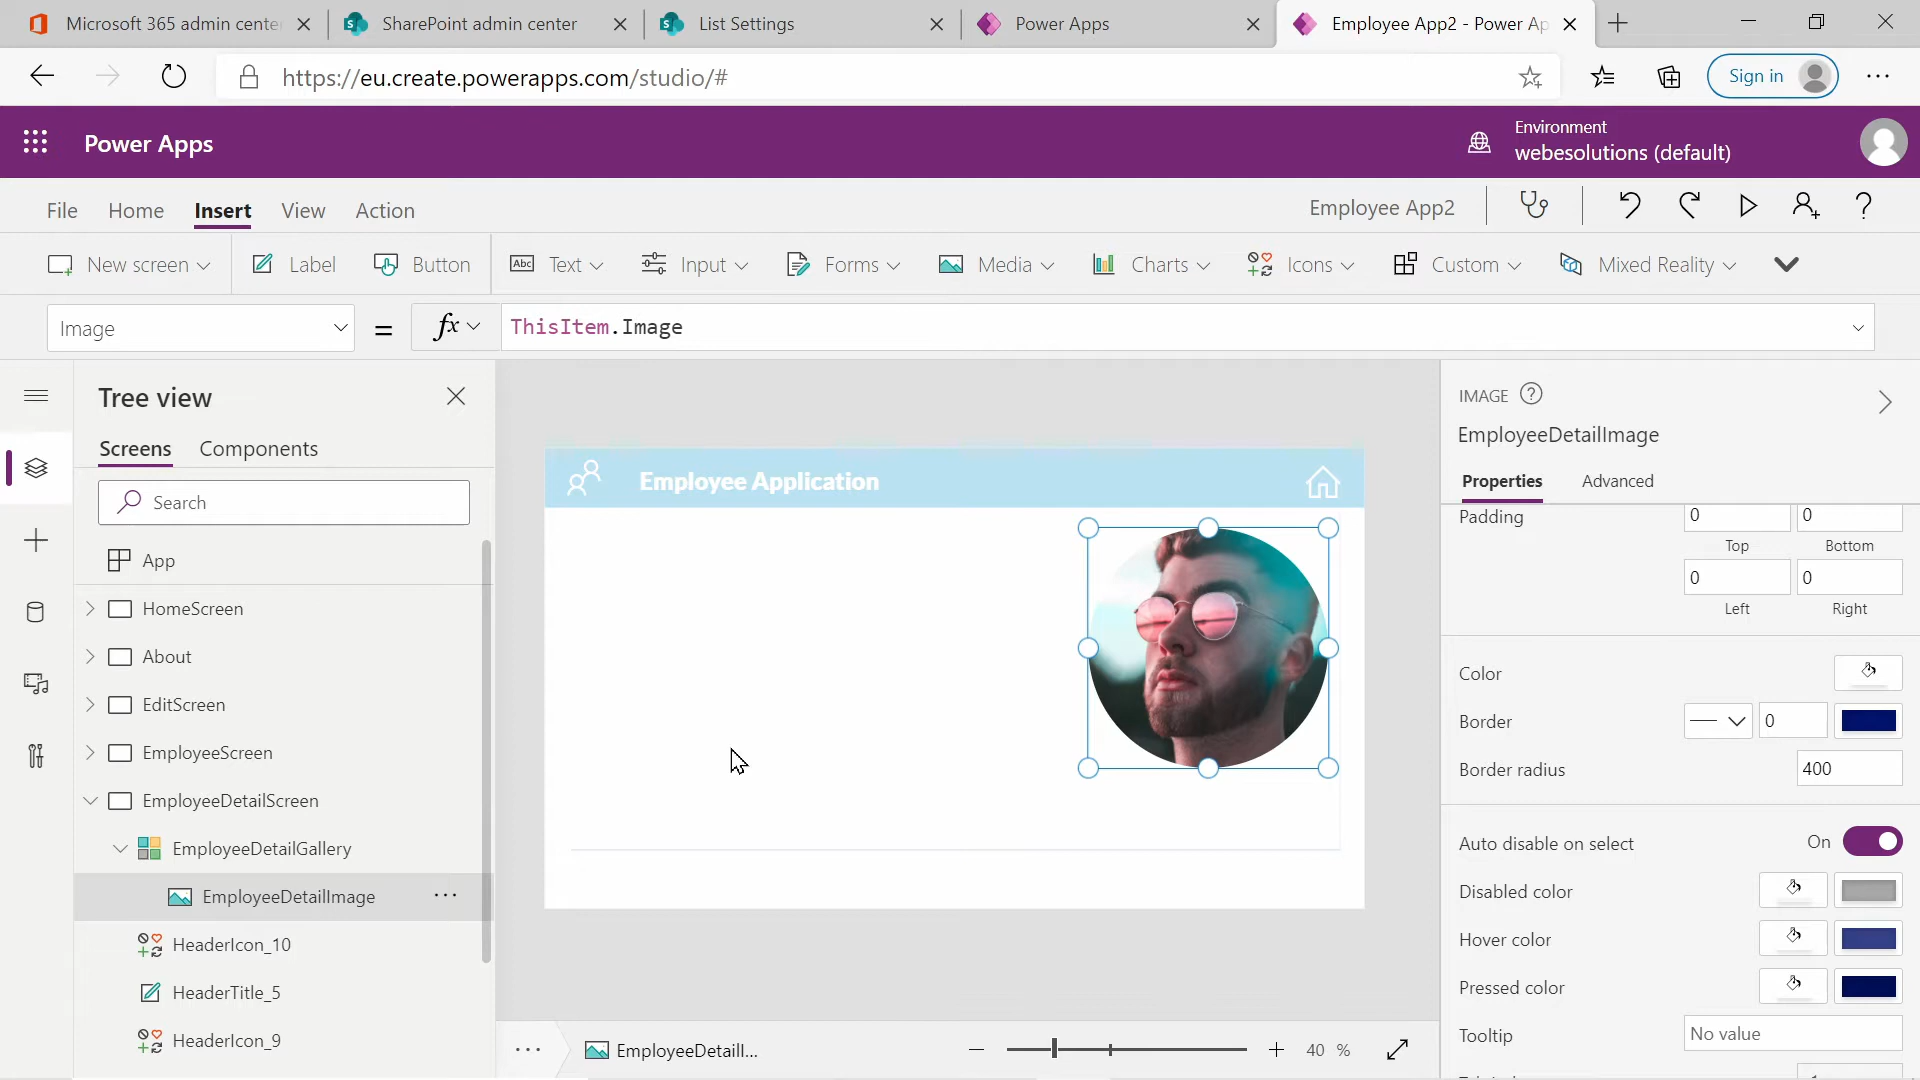 Microsoft 365 admin cente
SharePoint admin center
List Settings
Power Apps
Employee App2 - Power Ap
https://eu.create.powerapps.com/studio/#
Sign in
Power Apps
Environment
webesolutions (default)
File
Home
Insert
View
Action
Employee App2
New screen
Label
Button
Abc
Text
Input
Forms
Media
Charts
Icons
Custom
Mixed Reality
Image
=
fx
ThisItem.Image
Tree view
Screens
Components
Search
App
HomeScreen
About
EditScreen
EmployeeScreen
EmployeeDetailScreen
EmployeeDetailGallery
EmployeeDetailImage
HeaderIcon_10
HeaderTitle_5
HeaderIcon_9
Employee Application
EmployeeDetailI...
40 %
IMAGE
EmployeeDetailImage
Properties
Advanced
Padding
0
0
Top
Bottom
0
0
Left
Right
Color
Border
0
Border radius
400
Auto disable on select
On
Disabled color
Hover color
Pressed color
Tooltip
No value